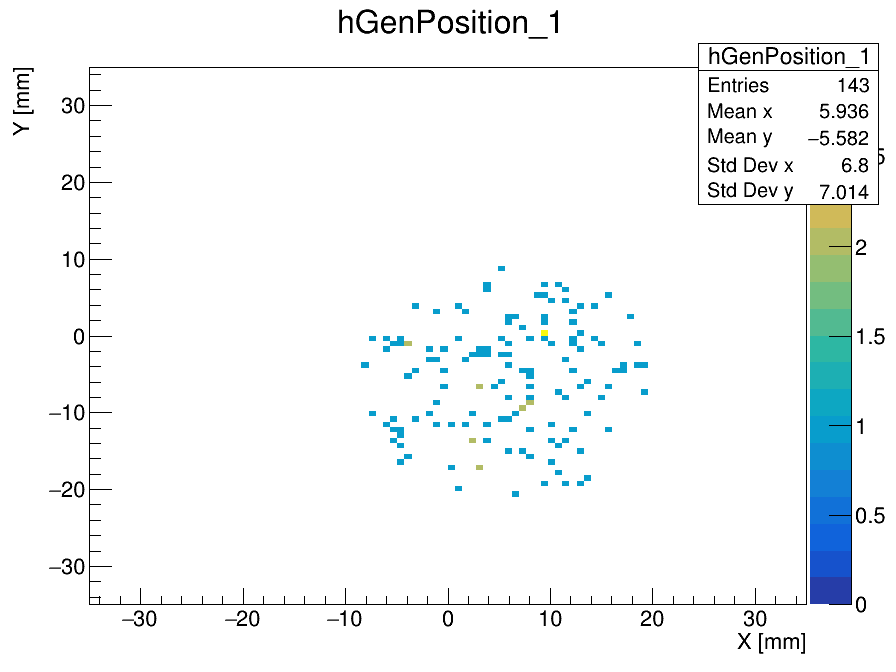 hGenPosition_1
Y [mm]
hGenPosition_1
Entries 143
Mean x 5.936
Mean y −5.582
Std Dev x 6.8
Std Dev y 7.014
30
20
10
0
−10
−20
−30
5
2
1.5
1
0.5
0
−30 −20 −10 0 10 20 30
X [mm]